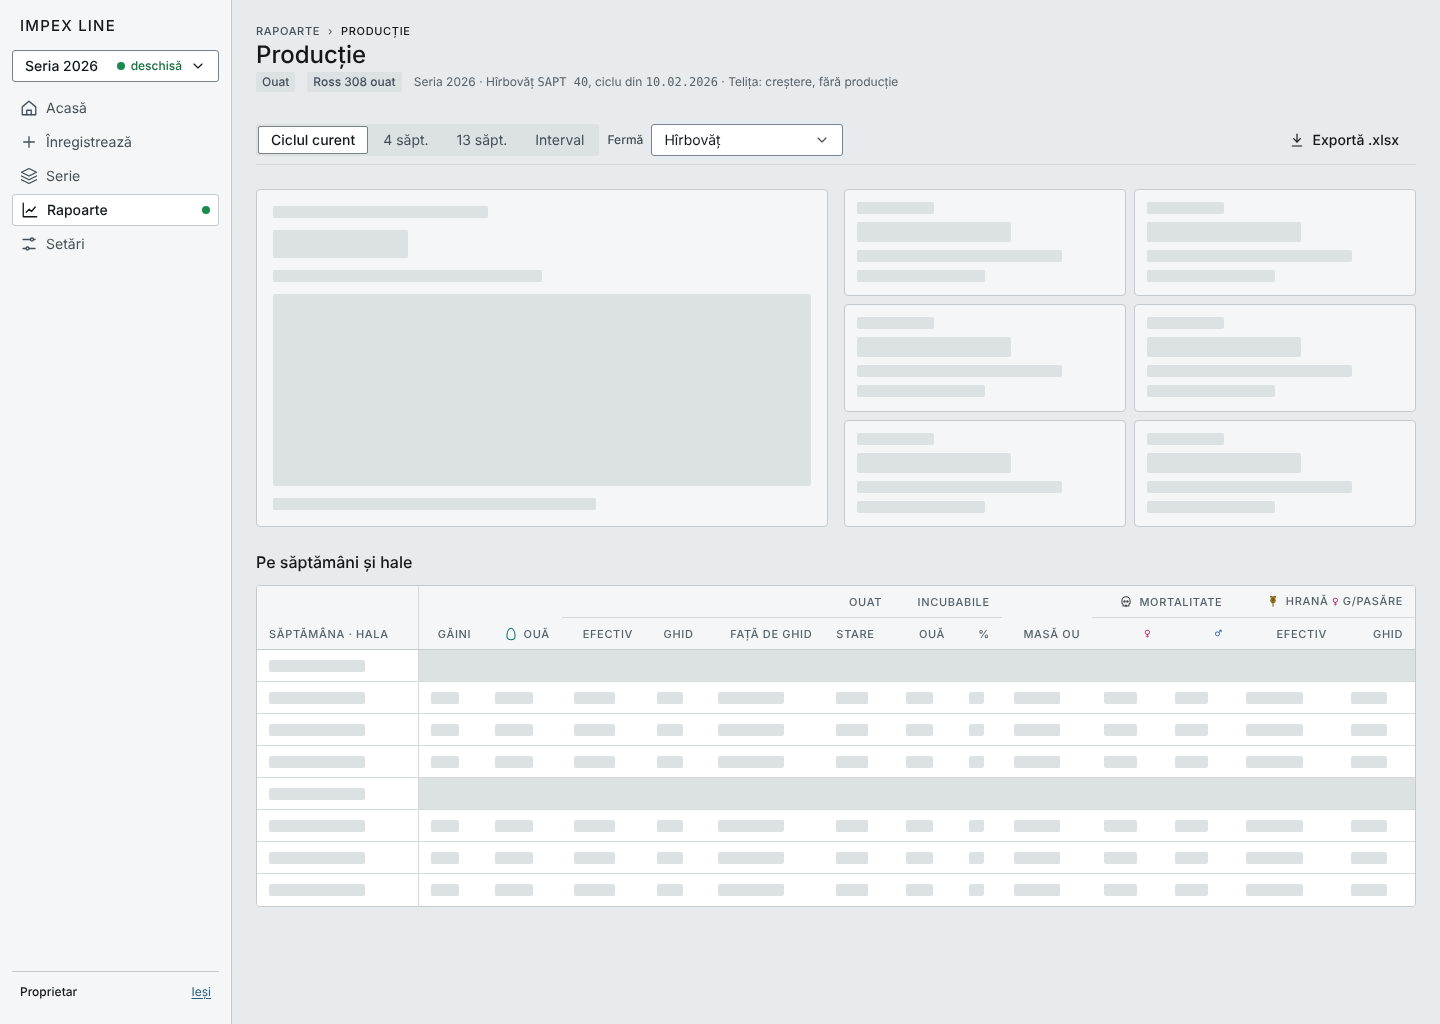 IMPEX LINE
Seria 2026 deschisă
Acasă
Înregistrează
Serie
Rapoarte
Setări
Proprietar Ieși
RAPOARTE › PRODUCȚIE
Producție
Ouat Ross 308 ouat Seria 2026 · Hîrbovăț SAPT 40, ciclu din 10.02.2026 · Telița: creștere, fără producție
Ciclul curent 4 săpt. 13 săpt. Interval Fermă Hîrbovăț Exportă .xlsx
Pe săptămâni și hale
OUAT INCUBABILE MORTALITATE HRANĂ ♀ G/PASĂRE
SĂPTĂMÂNA · HALA GĂINI OUĂ EFECTIV GHID FAȚĂ DE GHID STARE OUĂ % MASĂ OU ♀ ♂ EFECTIV GHID